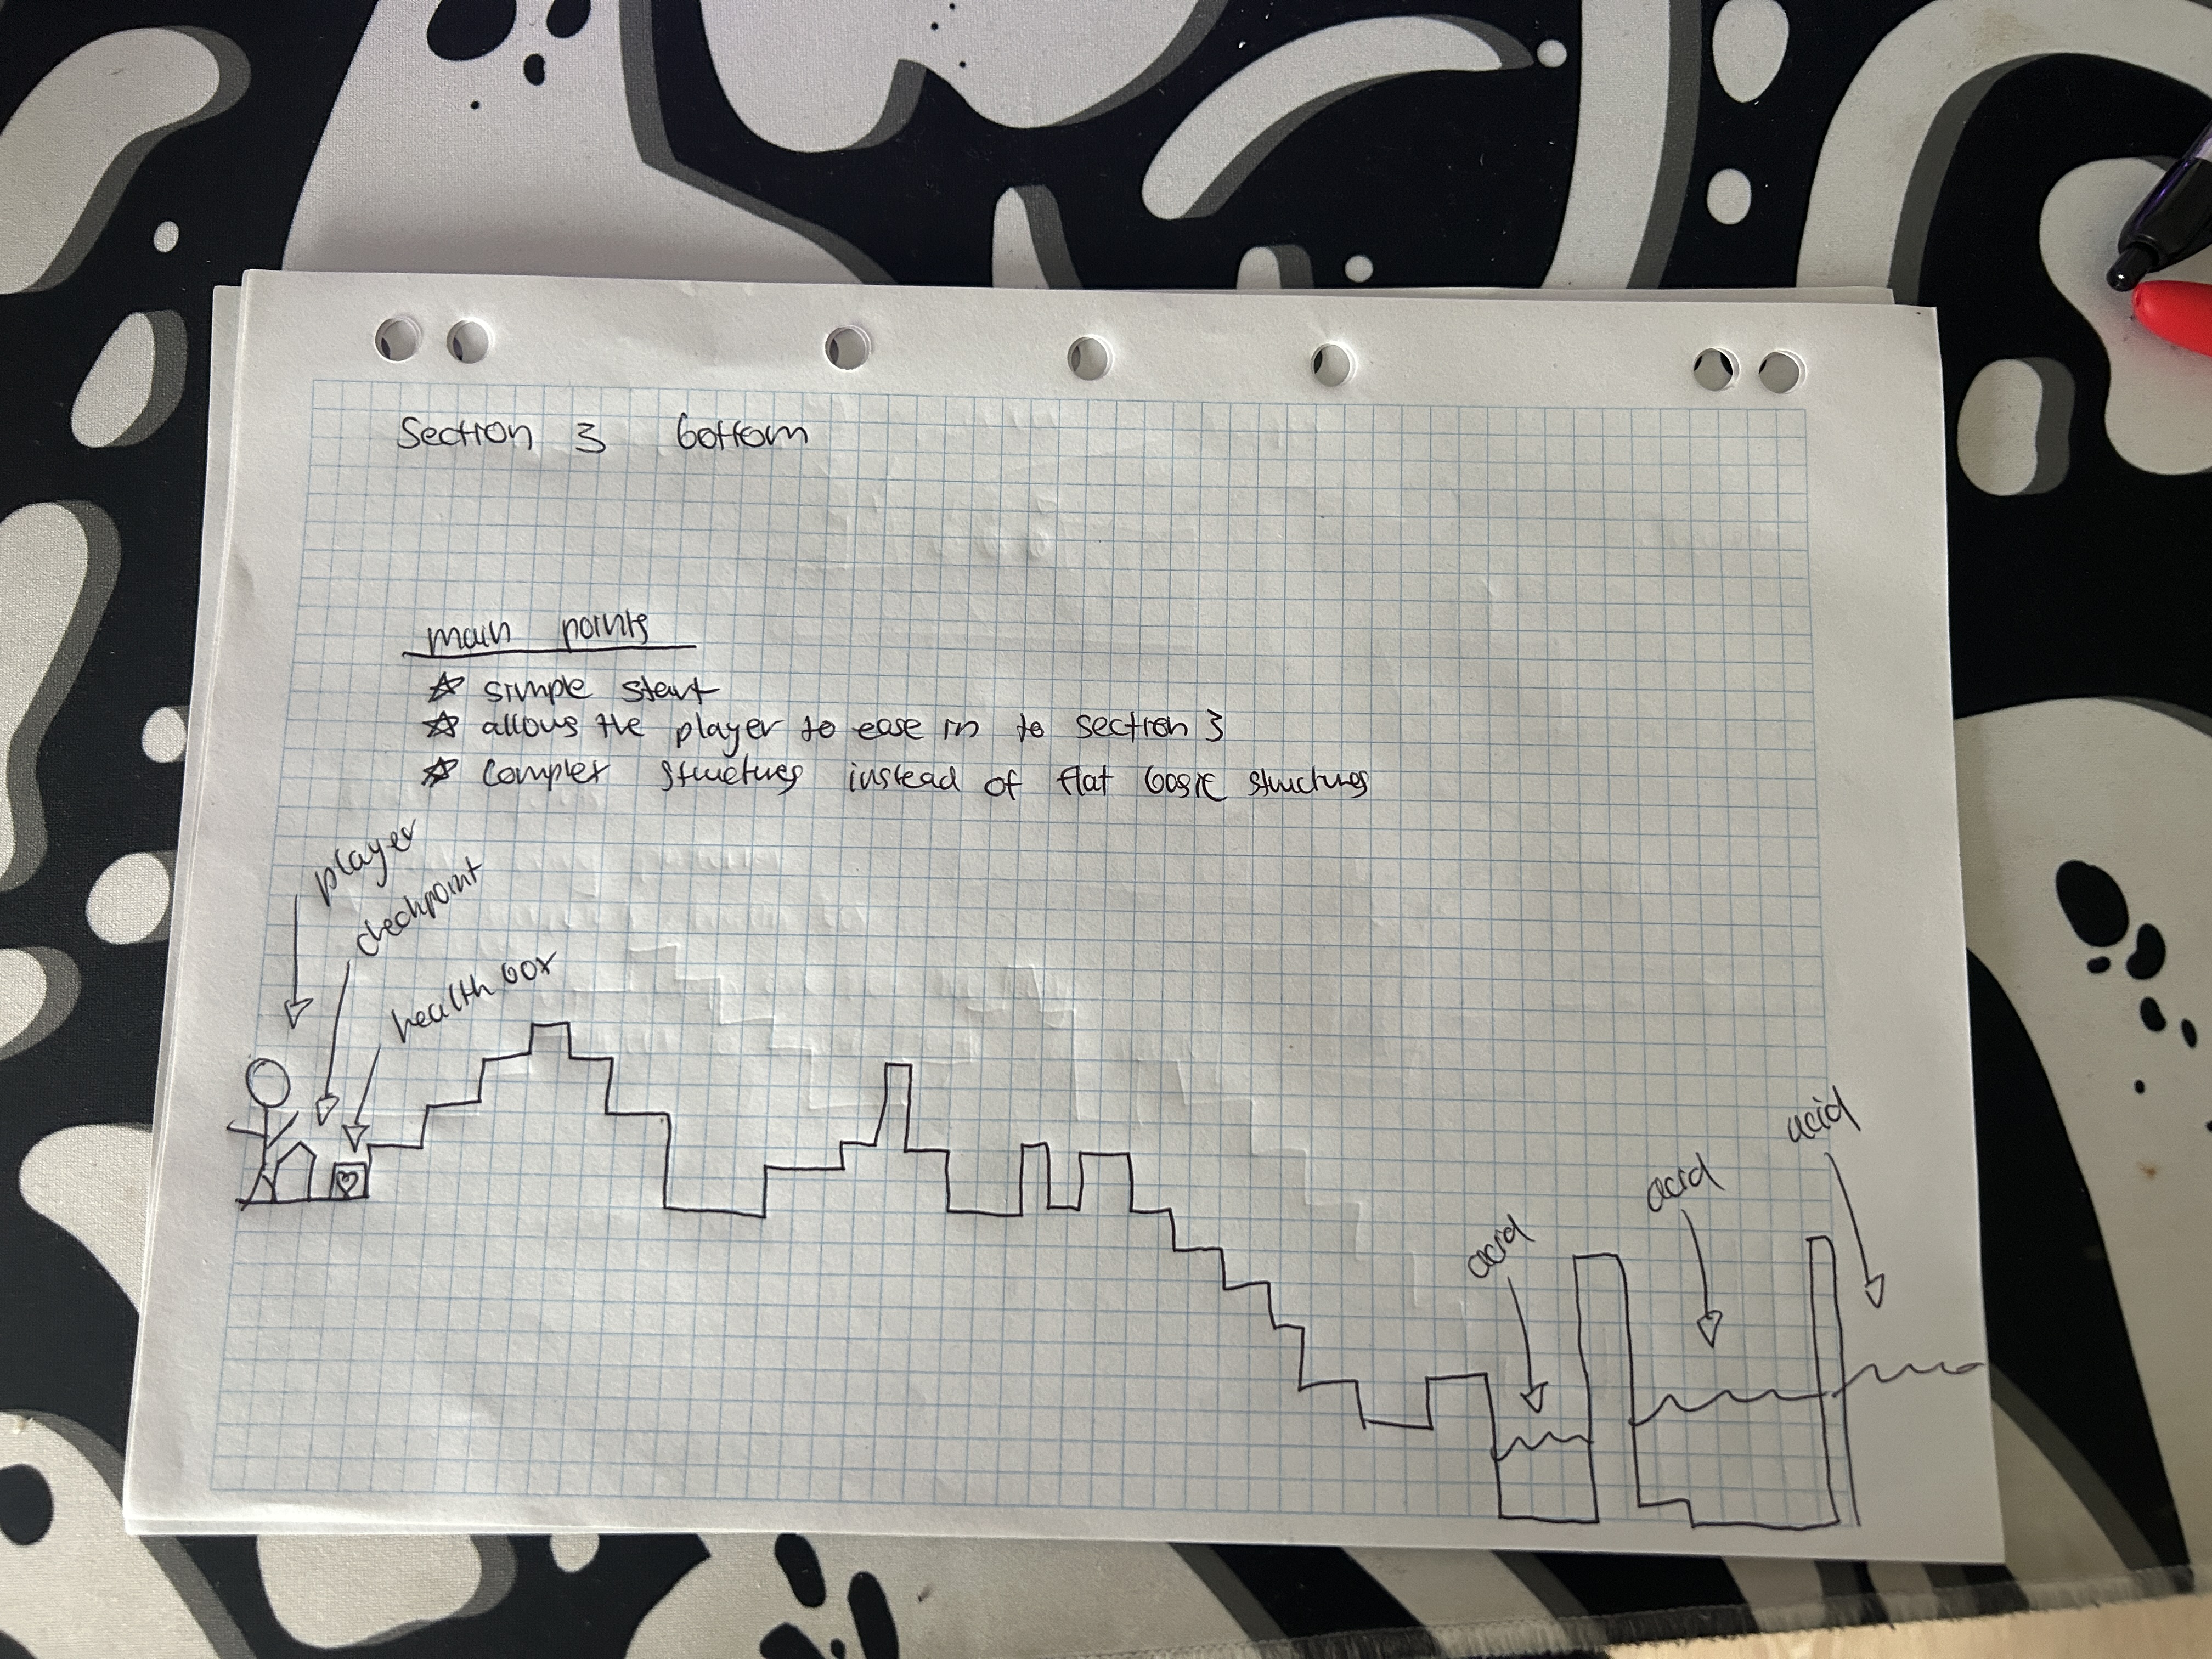 Section 3 bottom
main points
☆ simple start
☆ allows the player to ease in to section 3
☆ complex structures instead of flat basic structures
player
checkpoint
health box
acid
acid
acid